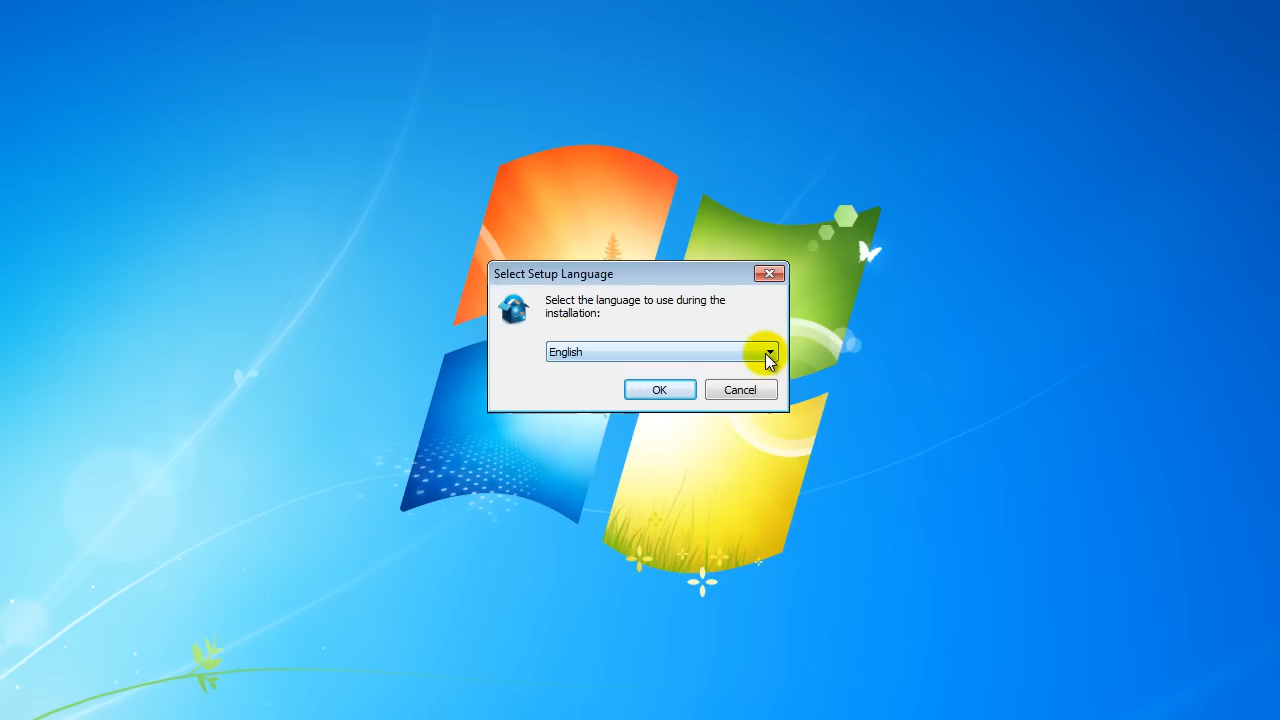 Select Setup Language
Select the language to use during the
installation:
English
OK
Cancel